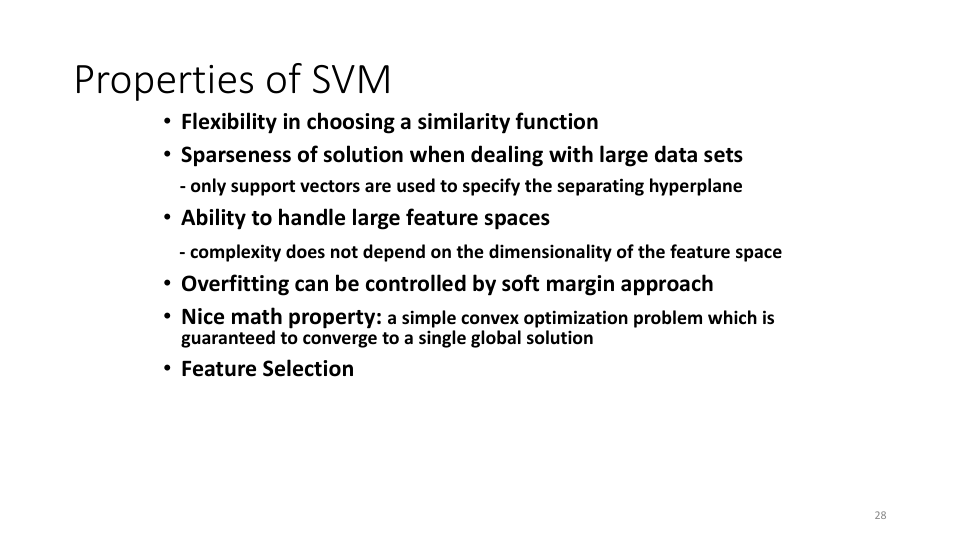 Properties of SVM
• Flexibility in choosing a similarity function
• Sparseness of solution when dealing with large data sets
- only support vectors are used to specify the separating hyperplane
• Ability to handle large feature spaces
- complexity does not depend on the dimensionality of the feature space
• Overfitting can be controlled by soft margin approach
• Nice math property: a simple convex optimization problem which is
guaranteed to converge to a single global solution
• Feature Selection
28